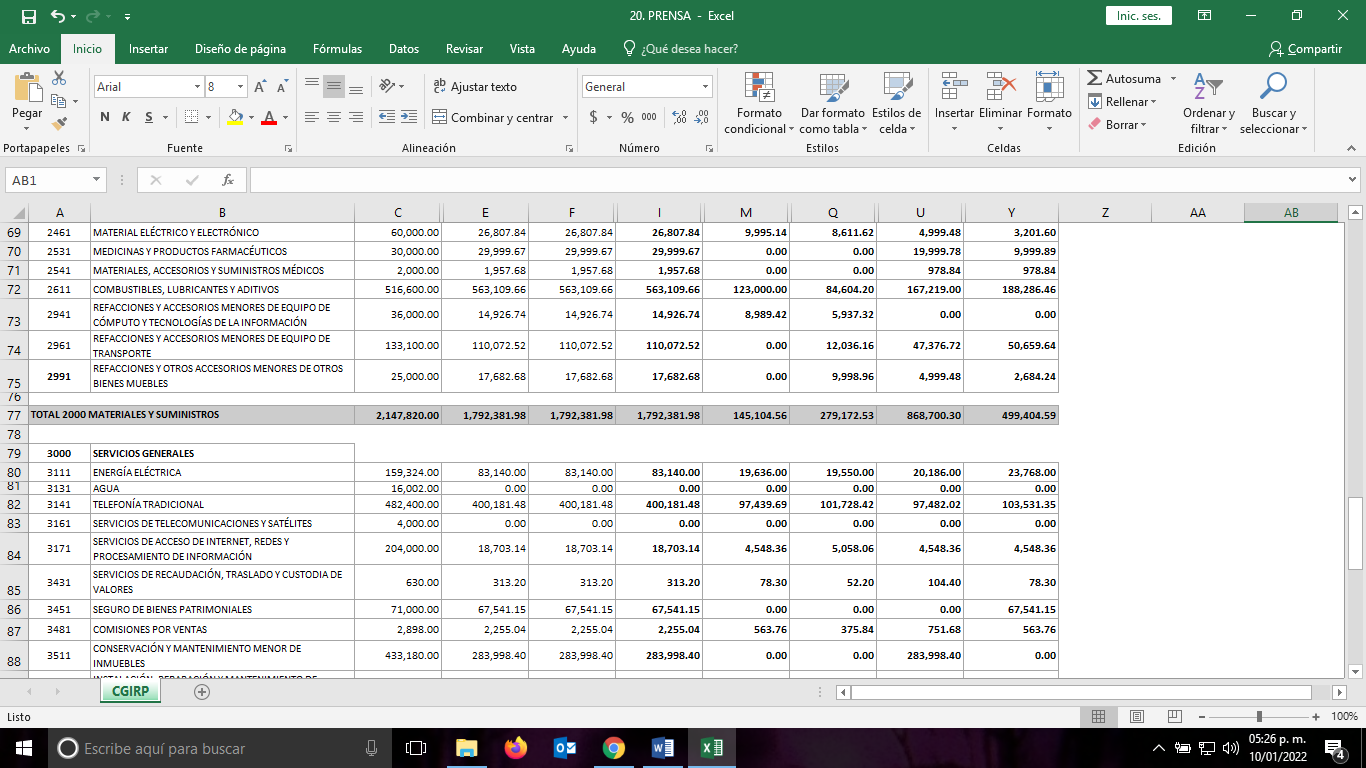 20. PRENSA - Excel
Inic. ses.
Archivo Inicio Insertar Diseño de página Fórmulas Datos Revisar Vista Ayuda ¿Qué desea hacer? Compartir
Pegar
Arial 8 A A
N K S A
ab Ajustar texto
Combinar y centrar
General
$ % 000
Formato condicional
Dar formato como tabla
Estilos de celda
Insertar Eliminar Formato
Autosuma
Rellenar
Borrar
Ordenar y filtrar
Buscar y seleccionar
Portapapeles Fuente Alineación Número Estilos Celdas Edición
AB1 fx
A B C E F I M Q U Y Z AA AB
69 2461 MATERIAL ELÉCTRICO Y ELECTRÓNICO 60,000.00 26,807.84 26,807.84 26,807.84 9,995.14 8,611.62 4,999.48 3,201.60
70 2531 MEDICINAS Y PRODUCTOS FARMACÉUTICOS 30,000.00 29,999.67 29,999.67 29,999.67 0.00 0.00 19,999.78 9,999.89
71 2541 MATERIALES, ACCESORIOS Y SUMINISTROS MÉDICOS 2,000.00 1,957.68 1,957.68 1,957.68 0.00 0.00 978.84 978.84
72 2611 COMBUSTIBLES, LUBRICANTES Y ADITIVOS 516,600.00 563,109.66 563,109.66 563,109.66 123,000.00 84,604.20 167,219.00 188,286.46
73 2941 REFACCIONES Y ACCESORIOS MENORES DE EQUIPO DE
CÓMPUTO Y TECNOLOGÍAS DE LA INFORMACIÓN 36,000.00 14,926.74 14,926.74 14,926.74 8,989.42 5,937.32 0.00 0.00
74 2961 REFACCIONES Y ACCESORIOS MENORES DE EQUIPO DE
TRANSPORTE 133,100.00 110,072.52 110,072.52 110,072.52 0.00 12,036.16 47,376.72 50,659.64
75 2991 REFACCIONES Y OTROS ACCESORIOS MENORES DE OTROS
BIENES MUEBLES 25,000.00 17,682.68 17,682.68 17,682.68 0.00 9,998.96 4,999.48 2,684.24
76
77 TOTAL 2000 MATERIALES Y SUMINISTROS 2,147,820.00 1,792,381.98 1,792,381.98 1,792,381.98 145,104.56 279,172.53 868,700.30 499,404.59
78
79 3000 SERVICIOS GENERALES
80 3111 ENERGÍA ELÉCTRICA 159,324.00 83,140.00 83,140.00 83,140.00 19,636.00 19,550.00 20,186.00 23,768.00
81 3131 AGUA 16,002.00 0.00 0.00 0.00 0.00 0.00 0.00 0.00
82 3141 TELEFONÍA TRADICIONAL 482,400.00 400,181.48 400,181.48 400,181.48 97,439.69 101,728.42 97,482.02 103,531.35
83 3161 SERVICIOS DE TELECOMUNICACIONES Y SATÉLITES 4,000.00 0.00 0.00 0.00 0.00 0.00 0.00 0.00
84 3171 SERVICIOS DE ACCESO DE INTERNET, REDES Y
PROCESAMIENTO DE INFORMACIÓN 204,000.00 18,703.14 18,703.14 18,703.14 4,548.36 5,058.06 4,548.36 4,548.36
85 3431 SERVICIOS DE RECAUDACIÓN, TRASLADO Y CUSTODIA DE
VALORES 630.00 313.20 313.20 313.20 78.30 52.20 104.40 78.30
86 3451 SEGURO DE BIENES PATRIMONIALES 71,000.00 67,541.15 67,541.15 67,541.15 0.00 0.00 0.00 67,541.15
87 3481 COMISIONES POR VENTAS 2,898.00 2,255.04 2,255.04 2,255.04 563.76 375.84 751.68 563.76
88 3511 CONSERVACIÓN Y MANTENIMIENTO MENOR DE
INMUEBLES 433,180.00 283,998.40 283,998.40 283,998.40 0.00 0.00 283,998.40 0.00
INSTALACIÓN, REPARACIÓN Y MANTENIMIENTO DE
CGIRP
Listo 100%
Escribe aquí para buscar
05:26 p. m.
10/01/2022
4